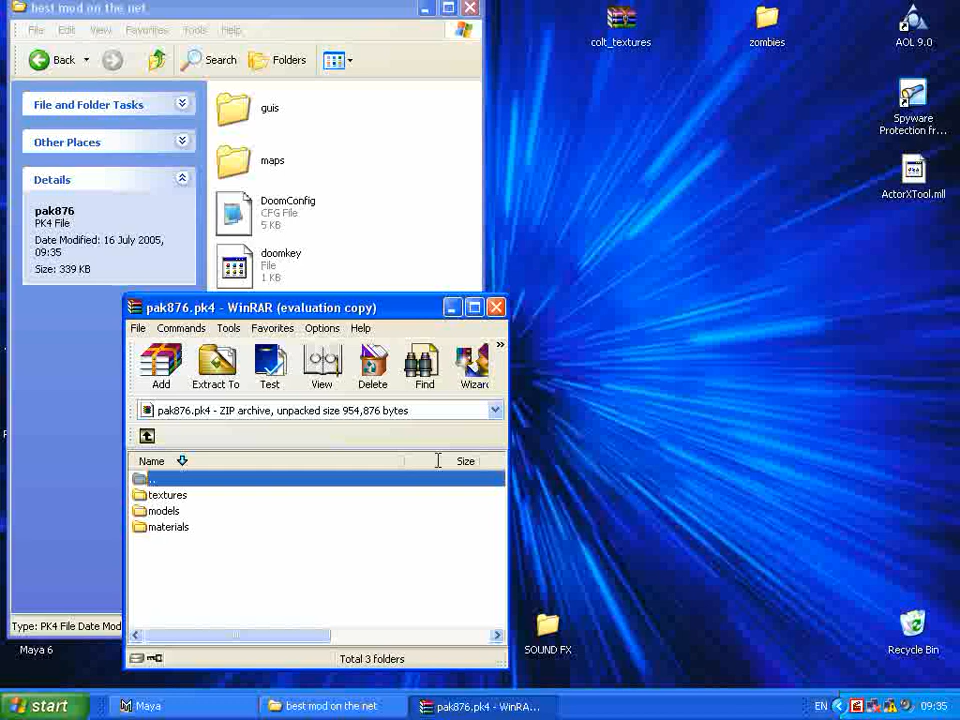 best mod on the net
File Edit View Favorites Tools Help
Back
Search
Folders
File and Folder Tasks
Other Places
Details
pak876
PK4 File
Date Modified: 16 July 2005,
09:35
Size: 339 KB
guis
maps
DoomConfig
CFG File
5 KB
doomkey
File
1 KB
Type: PK4 File Date Mod
pak876.pk4 - WinRAR (evaluation copy)
File Commands Tools Favorites Options Help
»
Add Extract To Test View Delete Find Wizard
pak876.pk4 - ZIP archive, unpacked size 954,876 bytes
Name Size
..
textures
models
materials
Total 3 folders
colt_textures
zombies
AOL 9.0
Spyware
Protection fr...
ActorXTool.mll
Maya 6
SOUND FX
Recycle Bin
start
Maya
best mod on the net
pak876.pk4 - WinRA...
EN
09:35